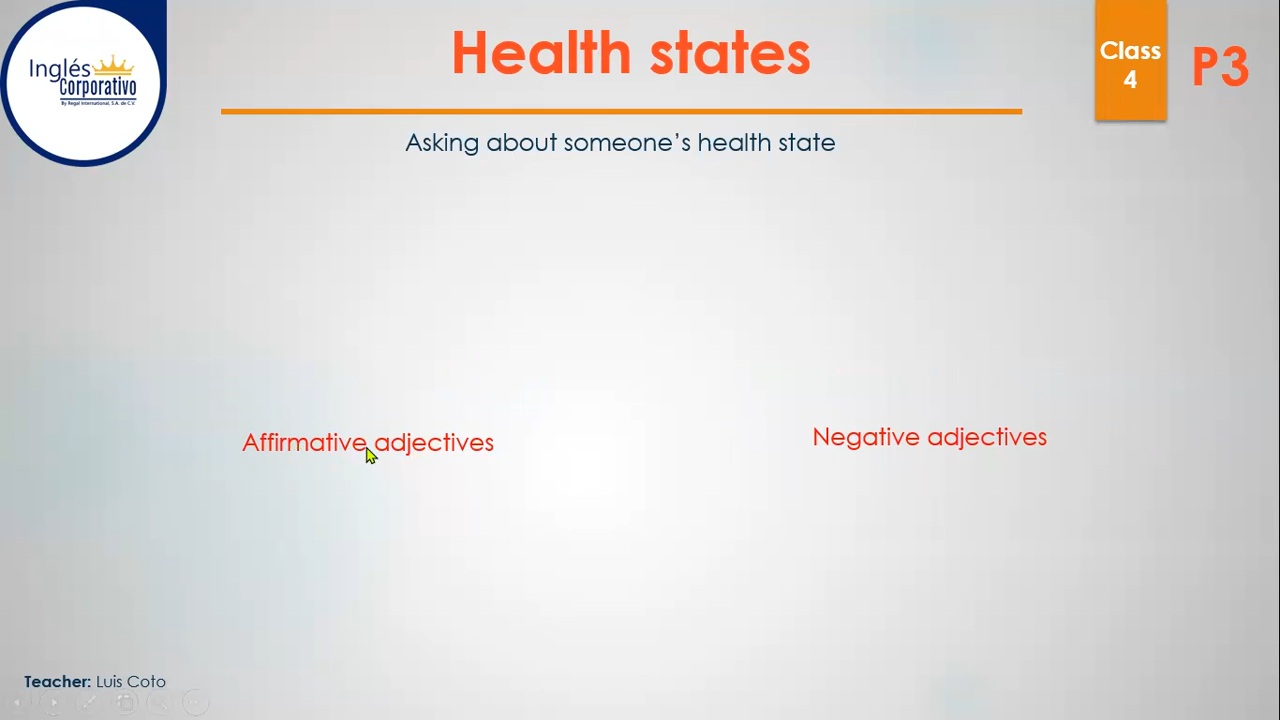 Inglés
Corporativo
By Regal International, S.A. de C.V.
Health states
Class
4
P3
Asking about someone's health state
Affirmative adjectives
Negative adjectives
Teacher: Luis Coto